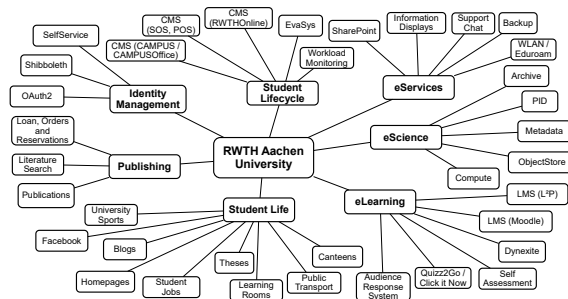 CMS
(SOS, POS)
CMS
(RWTHOnline)
EvaSys
SharePoint
Information
Displays
Support
Chat
Backup
SelfService
CMS (CAMPUS /
CAMPUSOffice)
Workload
Monitoring
WLAN /
Eduroam
Shibboleth
Identity
Management
Student
Lifecycle
eServices
Archive
OAuth2
PID
Loan, Orders
and
Reservations
RWTH Aachen
University
eScience
Metadata
Literature
Search
Publishing
ObjectStore
Compute
Publications
LMS (L²P)
University
Sports
Student Life
eLearning
LMS (Moodle)
Facebook
Blogs
Dynexite
Homepages
Student
Jobs
Theses
Learning
Rooms
Public
Transport
Canteens
Audience
Response
System
Quizz2Go /
Click it Now
Self
Assessment